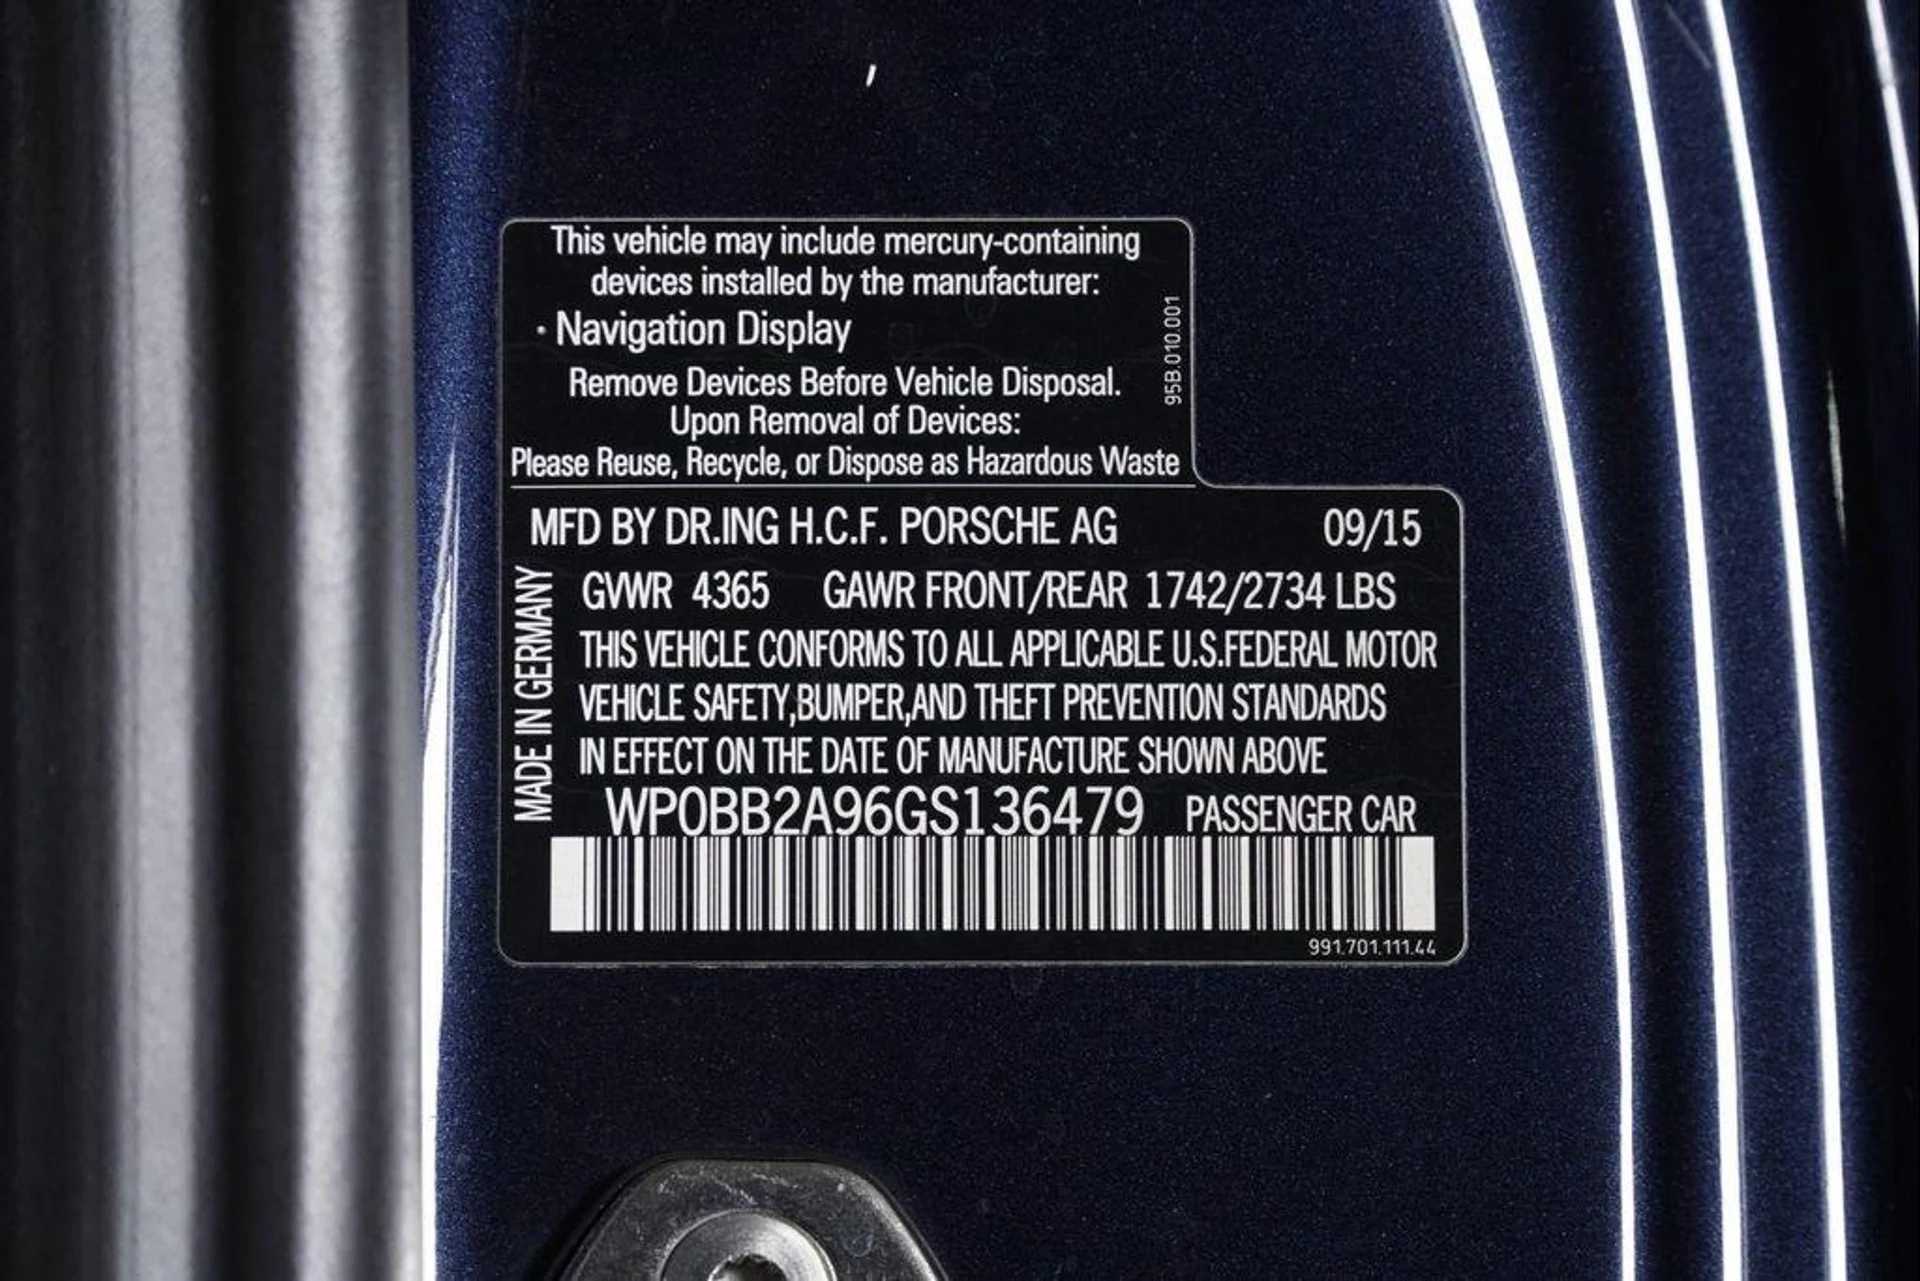 This vehicle may include mercury-containing
devices installed by the manufacturer:
· Navigation Display
Remove Devices Before Vehicle Disposal.
Upon Removal of Devices:
Please Reuse, Recycle, or Dispose as Hazardous Waste
95B.010.001
MFD BY DR.ING H.C.F. PORSCHE AG 09/15
GVWR 4365 GAWR FRONT/REAR 1742/2734 LBS
THIS VEHICLE CONFORMS TO ALL APPLICABLE U.S.FEDERAL MOTOR
VEHICLE SAFETY,BUMPER,AND THEFT PREVENTION STANDARDS
IN EFFECT ON THE DATE OF MANUFACTURE SHOWN ABOVE
MADE IN GERMANY
WP0BB2A96GS136479 PASSENGER CAR
991.701.111.44